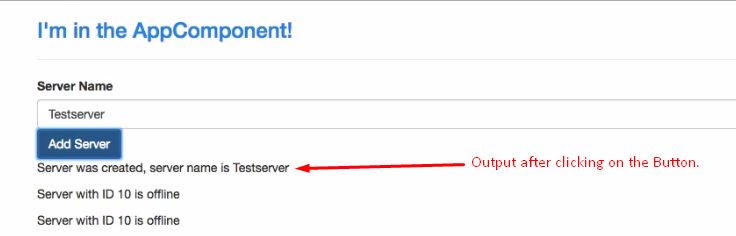 I'm in the AppComponent!
Server Name
Testserver
Add Server
Server was created, server name is Testserver
Output after clicking on the Button.
Server with ID 10 is offline
Server with ID 10 is offline